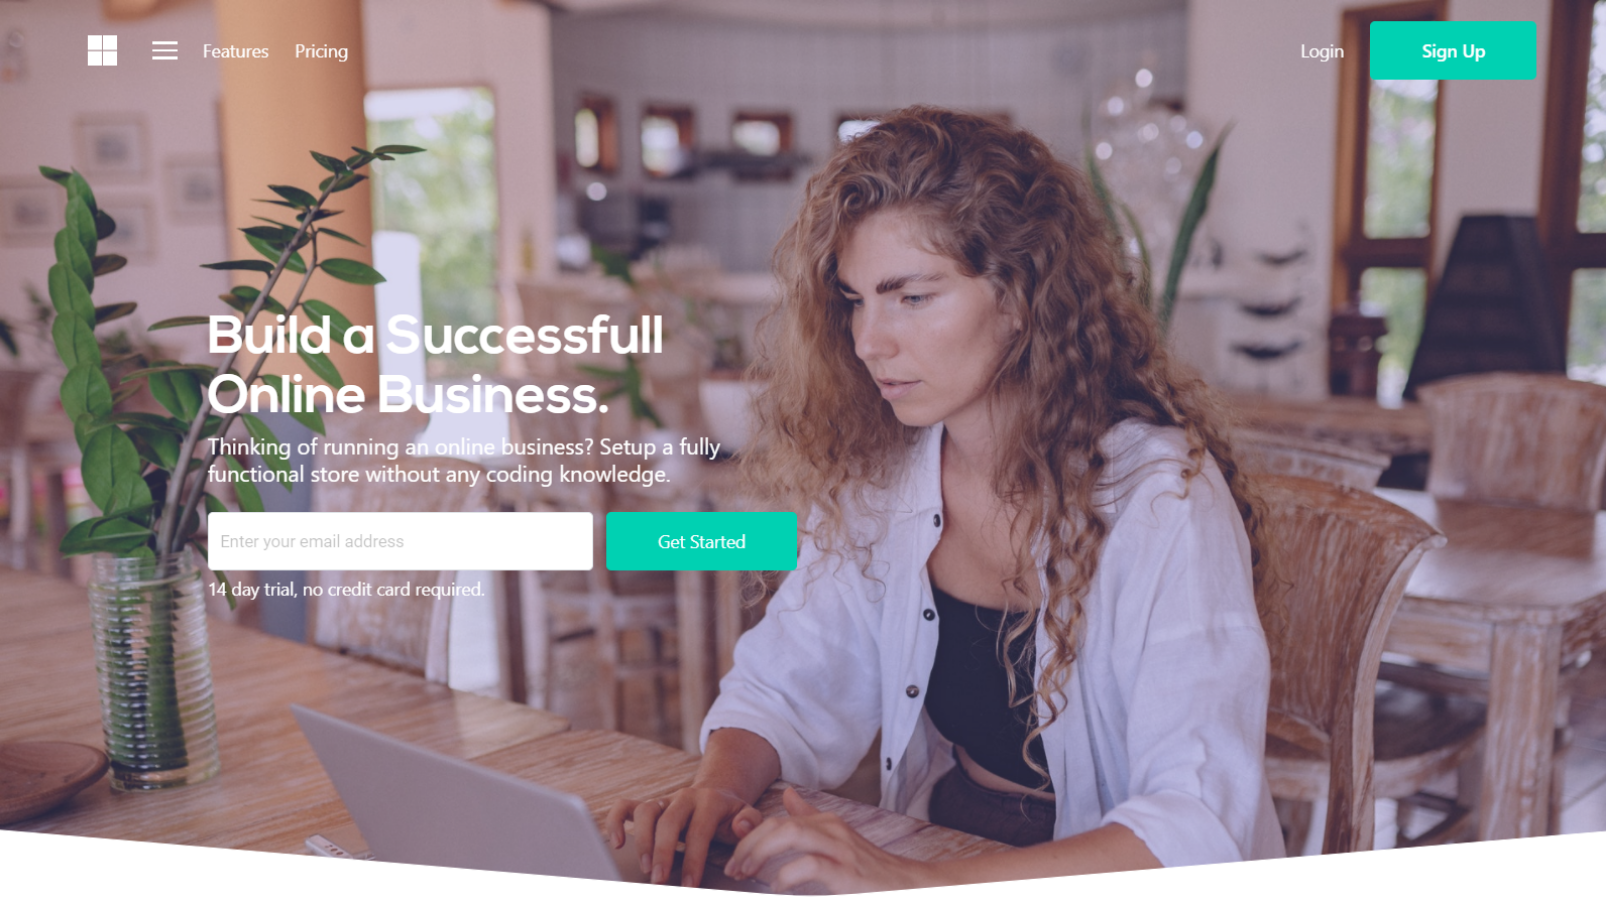 Features Pricing Login Sign Up
Build a Successfull
Online Business.
Thinking of running an online business? Setup a fully
functional store without any coding knowledge.
Enter your email address Get Started
14 day trial, no credit card required.